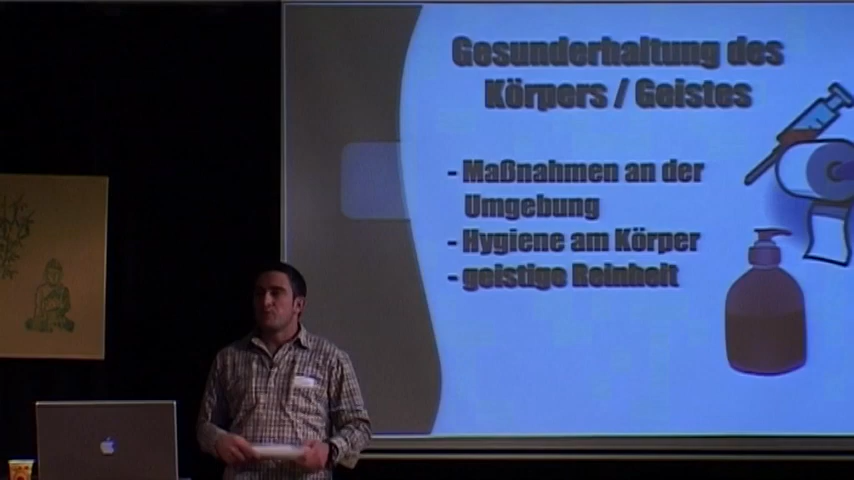 Gesunderhaltung des
Körpers / Geistes
- Maßnahmen an der
Umgebung
- Hygiene am Körper
- geistige Reinheit